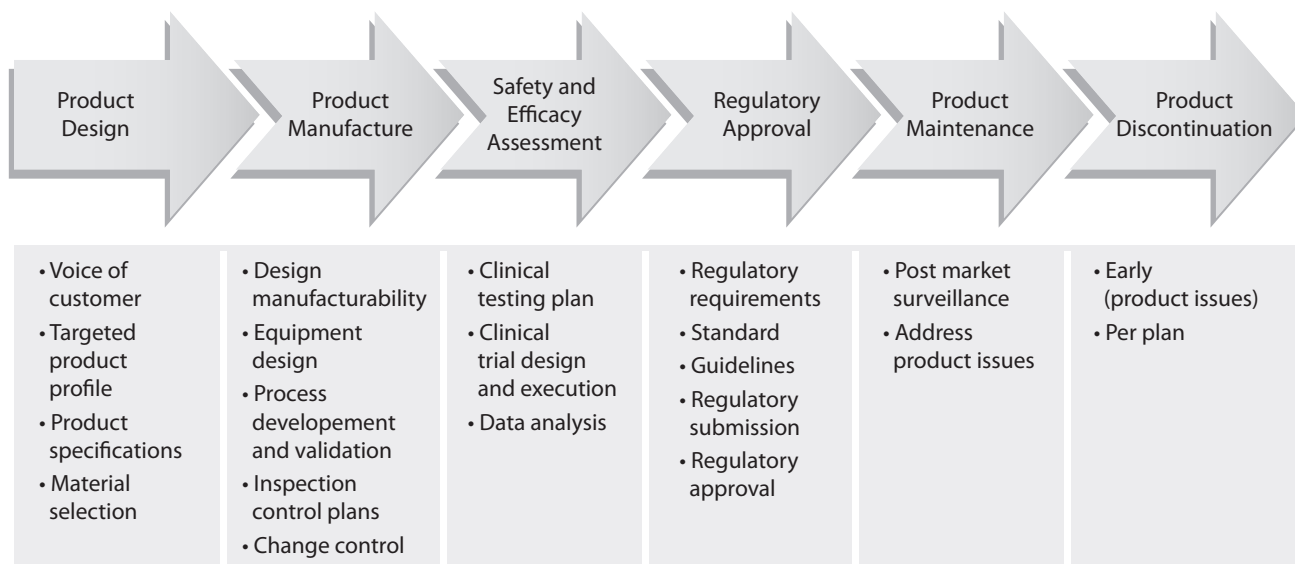 Product
Design
Product
Manufacture
Safety and
Efficacy
Assessment
Regulatory
Approval
Product
Maintenance
Product
Discontinuation
• Voice of
customer
• Targeted
product
profile
• Product
specifications
• Material
selection
• Design
manufacturability
• Equipment
design
• Process
developement
and validation
• Inspection
control plans
• Change control
• Clinical
testing plan
• Clinical
trial design
and execution
• Data analysis
• Regulatory
requirements
• Standard
• Guidelines
• Regulatory
submission
• Regulatory
approval
• Post market
surveillance
• Address
product issues
• Early
(product issues)
• Per plan